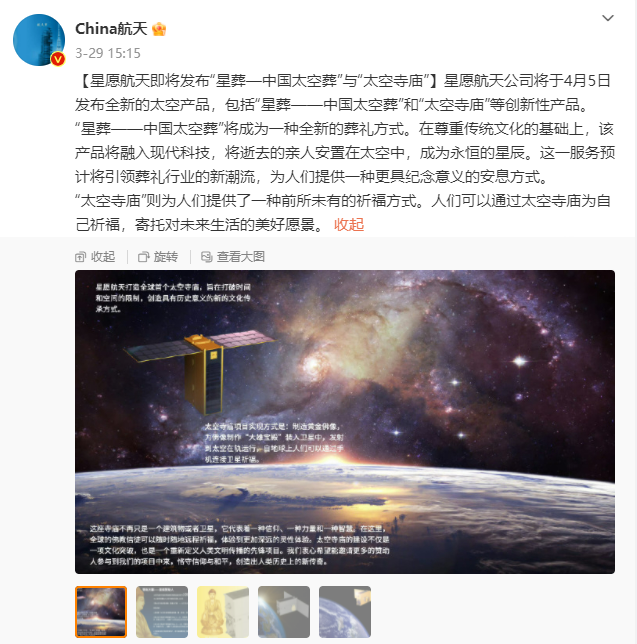 China航天
3-29 15:15
【星愿航天即将发布“星葬—中国太空葬”与“太空寺庙”】星愿航天公司将于4月5日
发布全新的太空产品，包括“星葬——中国太空葬”和“太空寺庙”等创新性产品。
“星葬——中国太空葬”将成为一种全新的葬礼方式。在尊重传统文化的基础上，该
产品将融入现代科技，将逝去的亲人安置在太空中，成为永恒的星辰。这一服务预
计将引领葬礼行业的新潮流，为人们提供一种更具纪念意义的安息方式。
“太空寺庙”则为人们提供了一种前所未有的祈福方式。人们可以通过太空寺庙为自
己祈福，寄托对未来生活的美好愿景。 收起
收起 旋转 查看大图
星愿航天打造全球首个太空寺庙，旨在打破时间
和空间的限制，创造具有历史意义的新的文化传
承方式。
太空寺庙项目实现方式是：制造黄金佛像，
为佛像制作“大雄宝殿”装入卫星中，发射
到太空在轨运行，自地球上人们可以通过手
机连接卫星祈福。
这座寺庙不再只是一个建筑物或者卫星，它代表着一种信仰、一种力量和一种智慧。在这里，
全球的佛教信徒可以随时随地远程祈福，体验到更加深远的灵性体验。太空寺庙的建设不仅是
一项文化突破，也是一个重新定义人类文明传播的先锋项目。我们衷心希望能邀请更多的赞助
人参与到我们的项目中来，恪守信仰与和平，创造出人类历史上的新传奇。